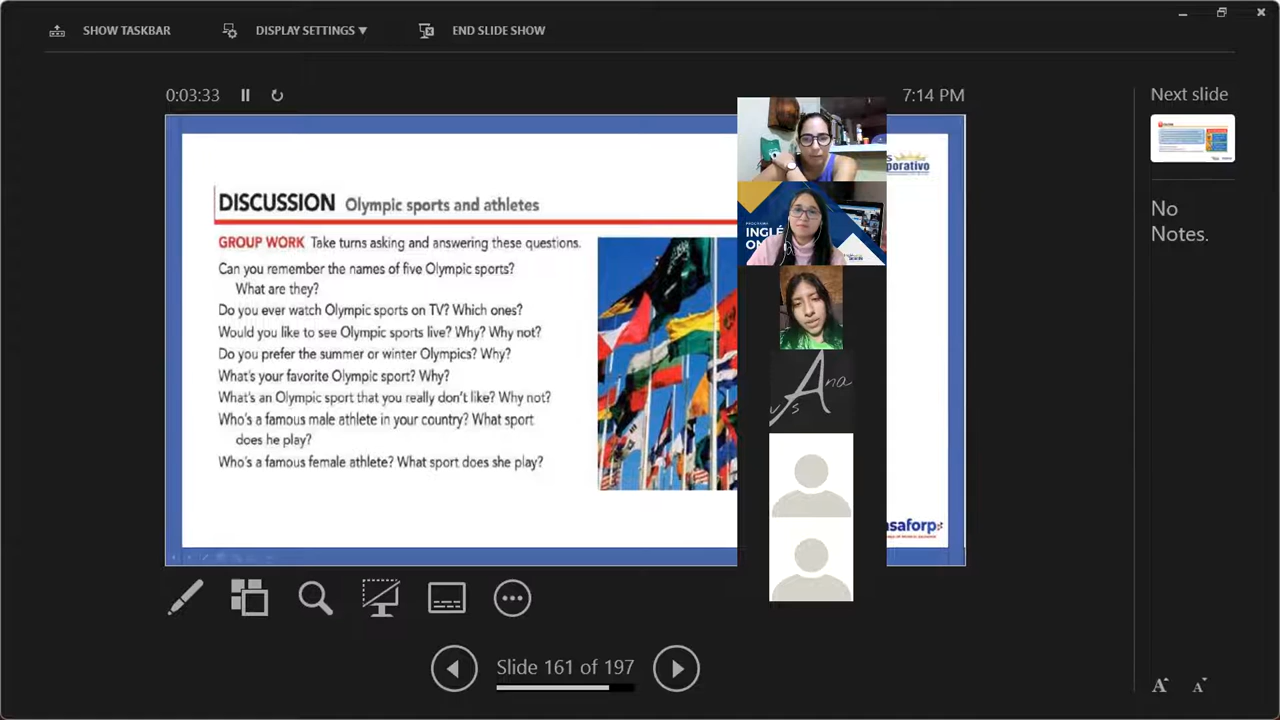 SHOW TASKBAR
DISPLAY SETTINGS ▾
END SLIDE SHOW
0:03:33
7:14 PM
Next slide
No
Notes.
DISCUSSION Olympic sports and athletes
GROUP WORK Take turns asking and answering these questions.
Can you remember the names of five Olympic sports?
What are they?
Do you ever watch Olympic sports on TV? Which ones?
Would you like to see Olympic sports live? Why? Why not?
Do you prefer the summer or winter Olympics? Why?
What's your favorite Olympic sport? Why?
What's an Olympic sport that you really don't like? Why not?
Who's a famous male athlete in your country? What sport
does he play?
Who's a famous female athlete? What sport does she play?
porativo
INGLÉ
ON
Ana
saforp
Slide 161 of 197
A A